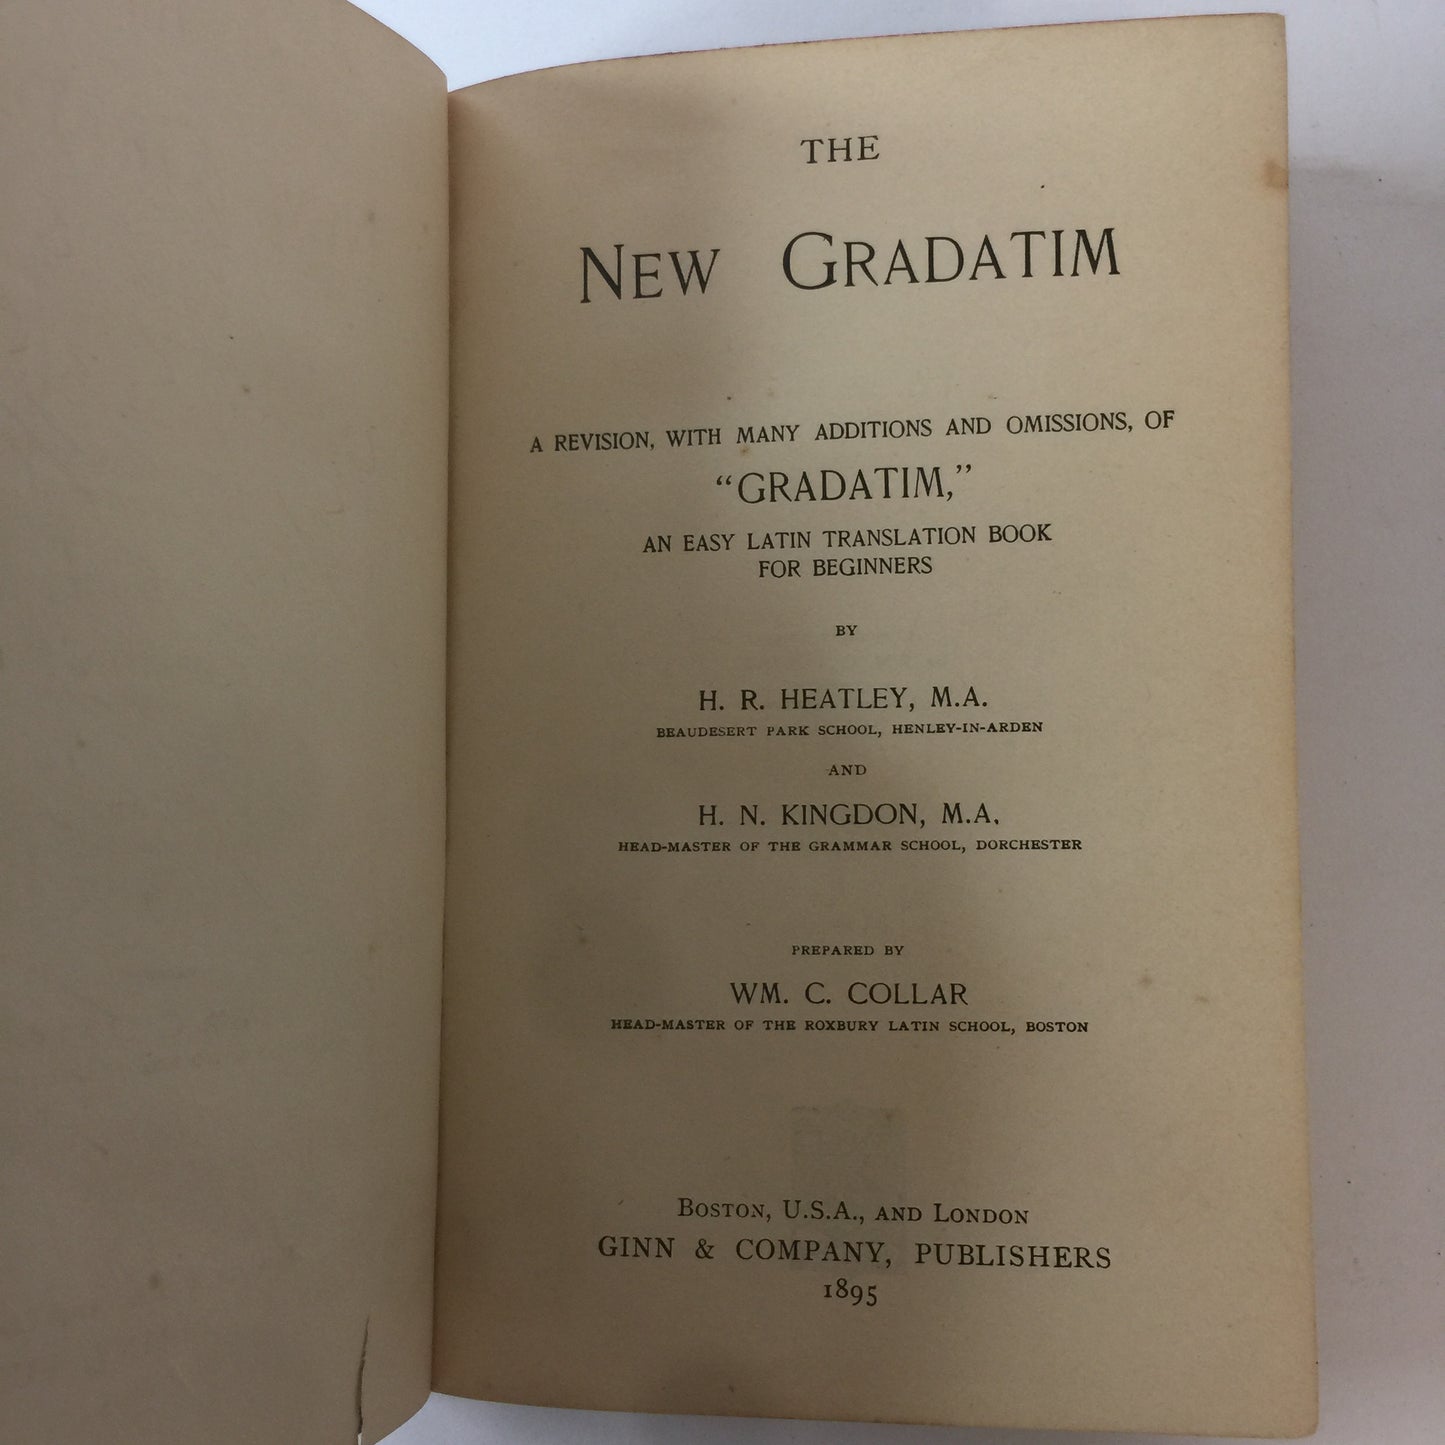 THE
NEW GRADATIM
A REVISION, WITH MANY ADDITIONS AND OMISSIONS, OF
“GRADATIM,”
AN EASY LATIN TRANSLATION BOOK
FOR BEGINNERS
BY
H. R. HEATLEY, M.A.
BEAUDESERT PARK SCHOOL, HENLEY-IN-ARDEN
AND
H. N. KINGDON, M.A.
HEAD-MASTER OF THE GRAMMAR SCHOOL, DORCHESTER
PREPARED BY
WM. C. COLLAR
HEAD-MASTER OF THE ROXBURY LATIN SCHOOL, BOSTON
BOSTON, U.S.A., AND LONDON
GINN & COMPANY, PUBLISHERS
1895